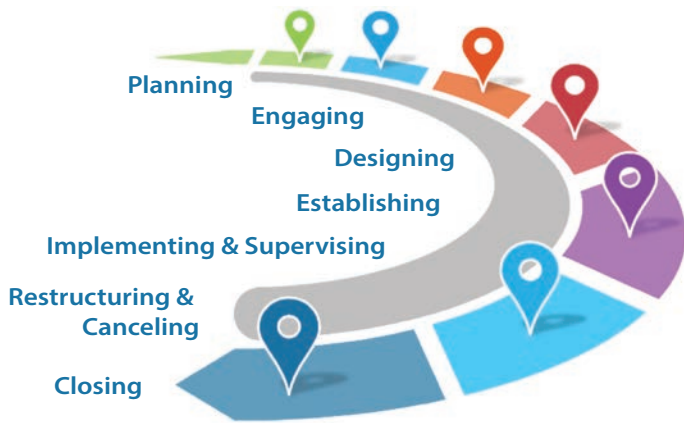 Planning
Engaging
Designing
Establishing
Implementing & Supervising
Restructuring &
Canceling
Closing